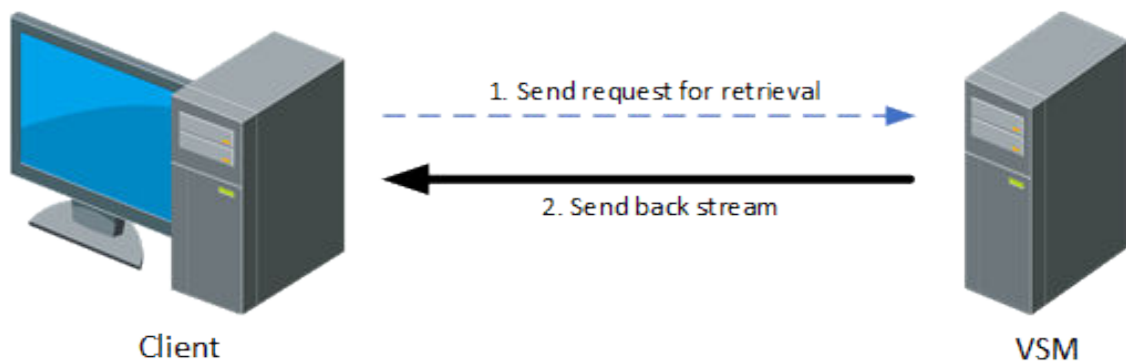 1. Send request for retrieval
2. Send back stream
Client
VSM